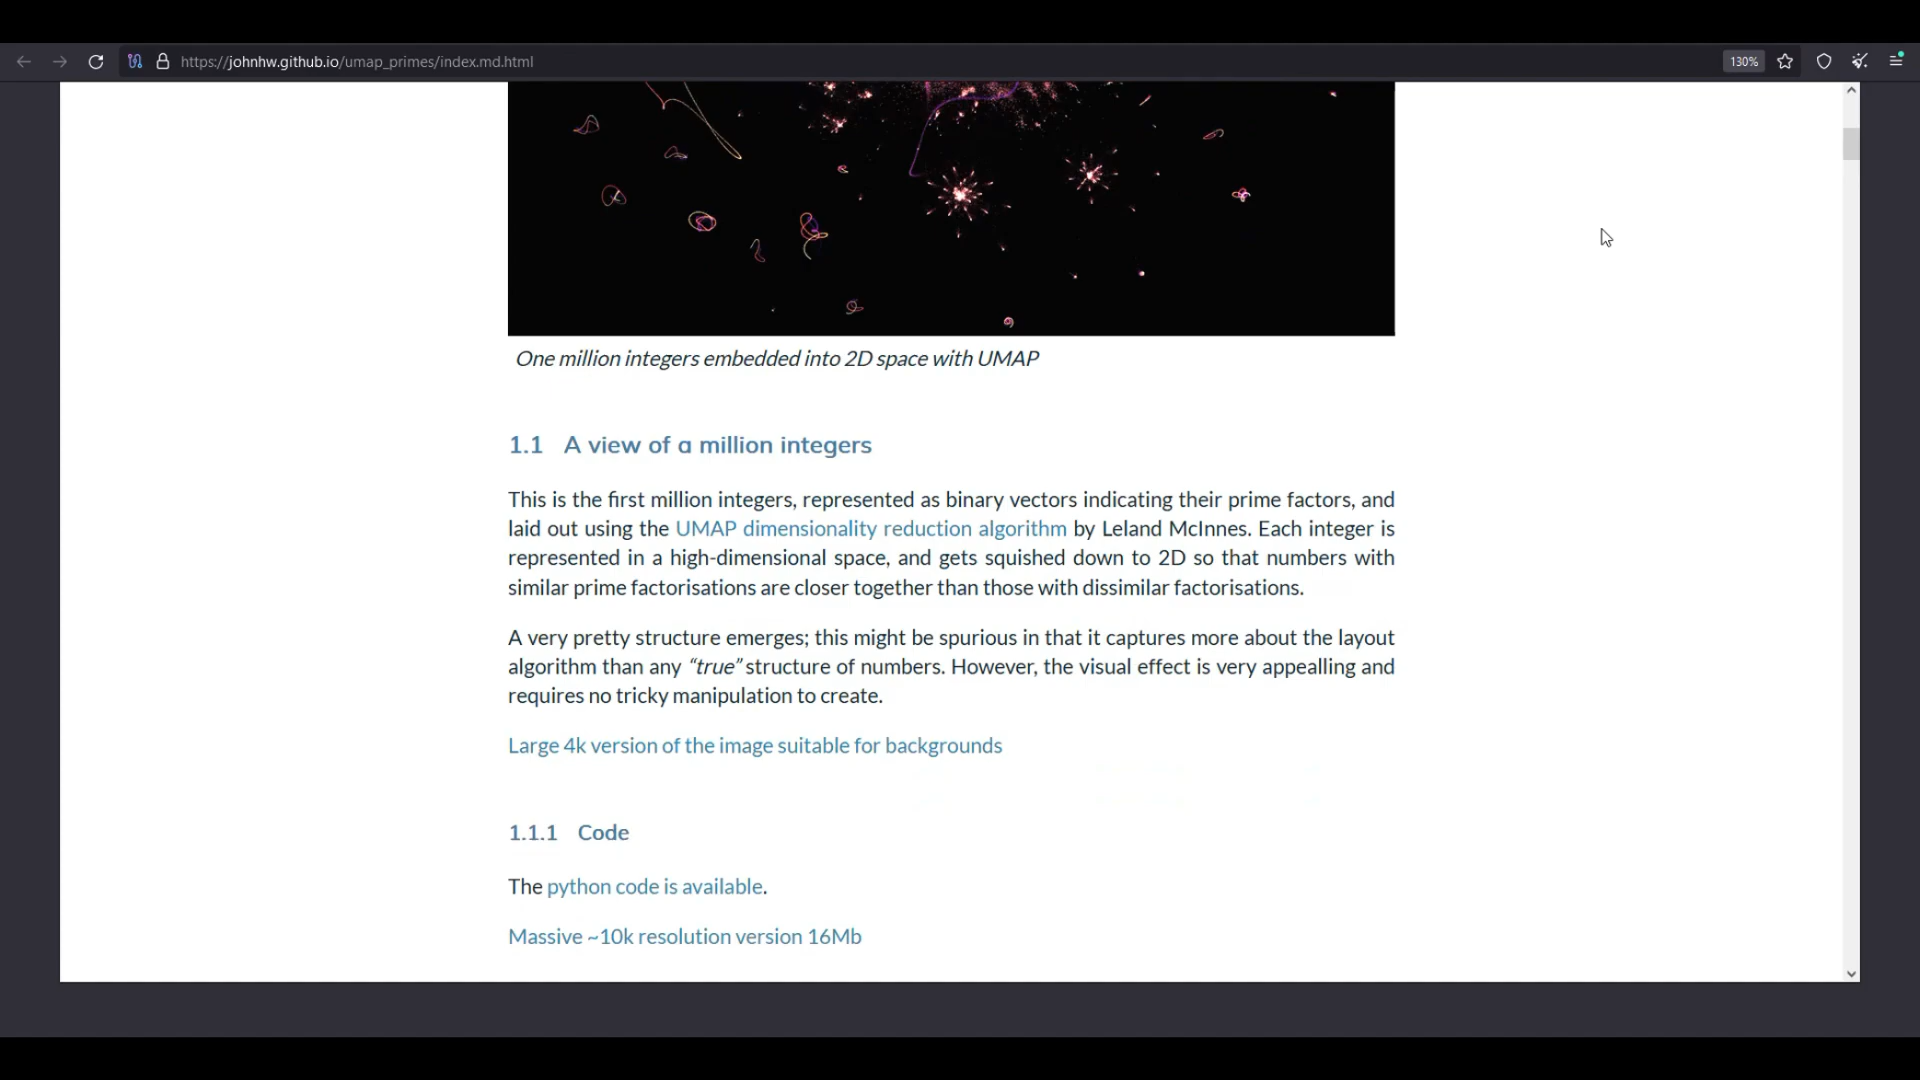 https://johnhw.github.io/umap_primes/index.md.html
130%
One million integers embedded into 2D space with UMAP
1.1 A view of a million integers
This is the first million integers, represented as binary vectors indicating their prime factors, and
laid out using the UMAP dimensionality reduction algorithm by Leland McInnes. Each integer is
represented in a high-dimensional space, and gets squished down to 2D so that numbers with
similar prime factorisations are closer together than those with dissimilar factorisations.
A very pretty structure emerges; this might be spurious in that it captures more about the layout
algorithm than any “true” structure of numbers. However, the visual effect is very appealling and
requires no tricky manipulation to create.
Large 4k version of the image suitable for backgrounds
1.1.1 Code
The python code is available.
Massive ~10k resolution version 16Mb